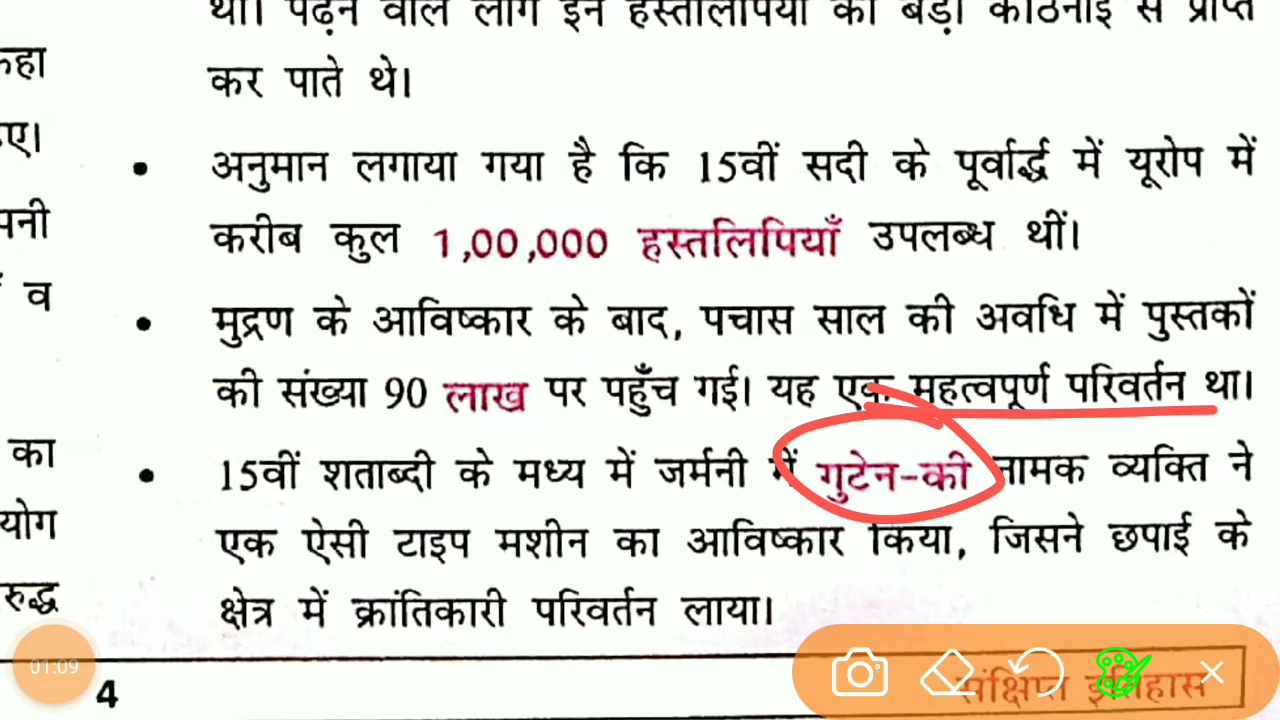 था। पढ़ने वाले लोग इन हस्तलिपियों को बड़ी कठिनाई से प्राप्त
कर पाते थे।
• अनुमान लगाया गया है कि 15वीं सदी के पूर्वार्द्ध में यूरोप में
करीब कुल 1,00,000 हस्तलिपियाँ उपलब्ध थीं।
• मुद्रण के आविष्कार के बाद, पचास साल की अवधि में पुस्तकों
की संख्या 90 लाख पर पहुँच गई। यह एक महत्वपूर्ण परिवर्तन था।
• 15वीं शताब्दी के मध्य में जर्मनी में गुटेन-की नामक व्यक्ति ने
एक ऐसी टाइप मशीन का आविष्कार किया, जिसने छपाई के
क्षेत्र में क्रांतिकारी परिवर्तन लाया।
व
का
01:09
4
संक्षिप्त इतिहास